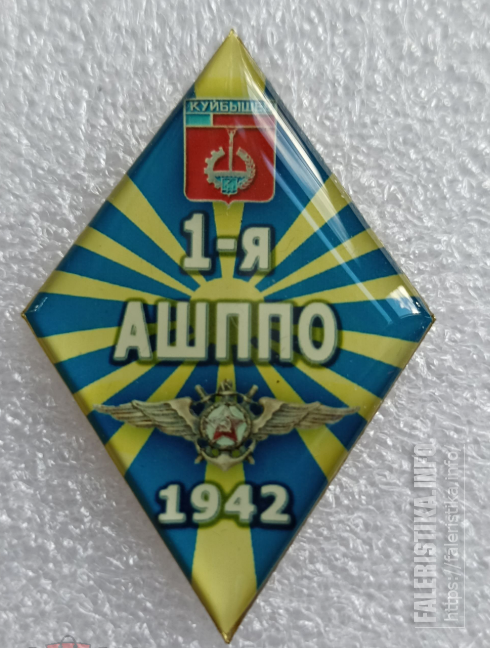 КУЙБЫШЕВ
1-я
АШППО
1942
FALERISTIKA.INFO
https://faleristika.info